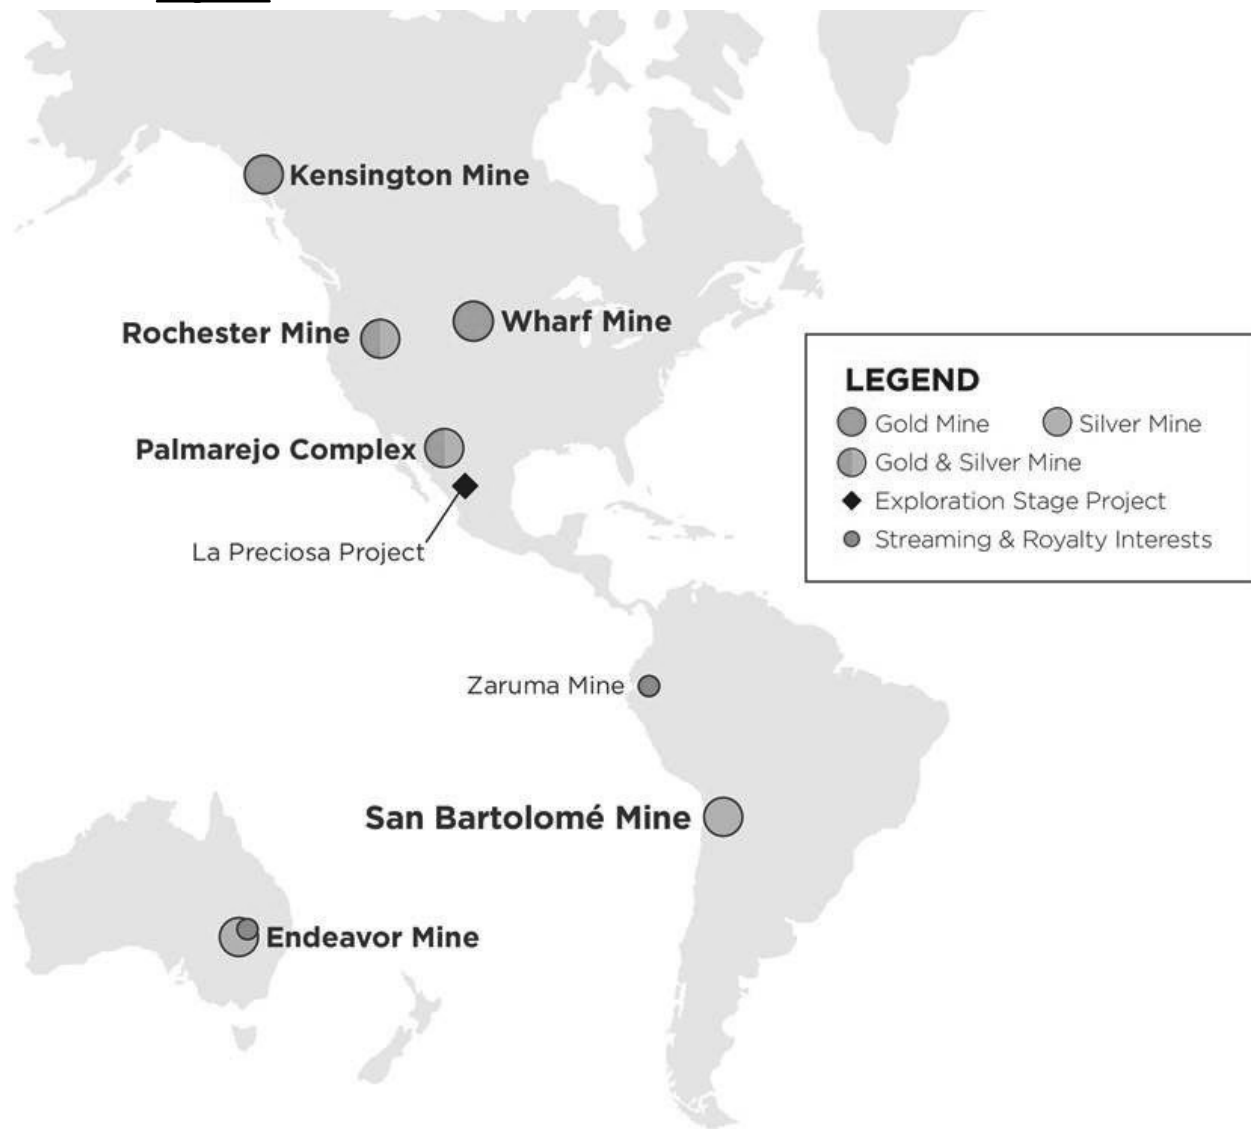 Kensington Mine
Rochester Mine
Wharf Mine
LEGEND
Gold Mine
Silver Mine
Gold & Silver Mine
Exploration Stage Project
Streaming & Royalty Interests
Palmarejo Complex
La Preciosa Project
Zaruma Mine
San Bartolomé Mine
Endeavor Mine